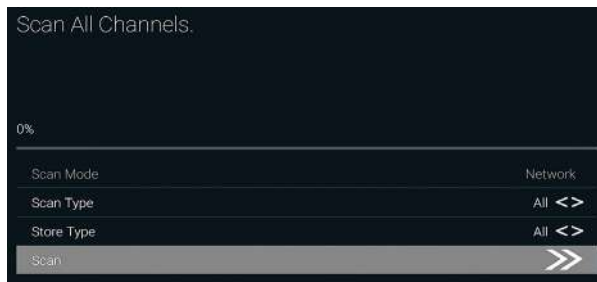 Scan All Channels.
0%
Scan Mode Network
Scan Type All <>
Store Type All <>
Scan